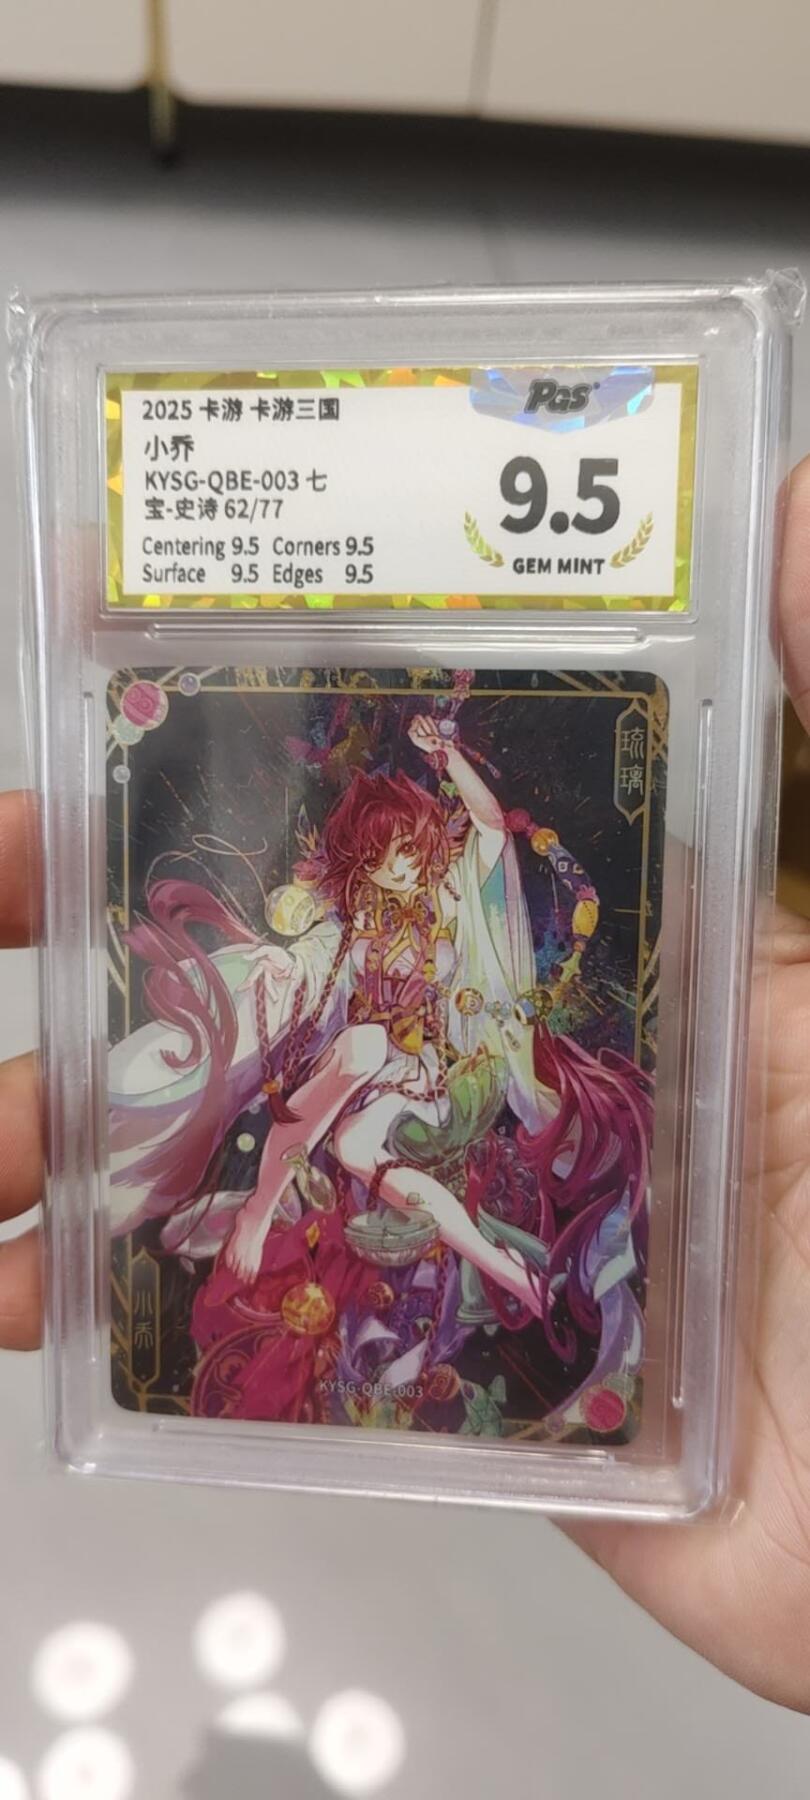 2025 卡游 卡游三国
PGS
小乔
KYSG-QBE-003 七
宝-史诗 62/77
9.5
Centering 9.5 Corners 9.5
Surface 9.5 Edges 9.5
GEM MINT
琉璃
小乔
KYSG-QBE-003